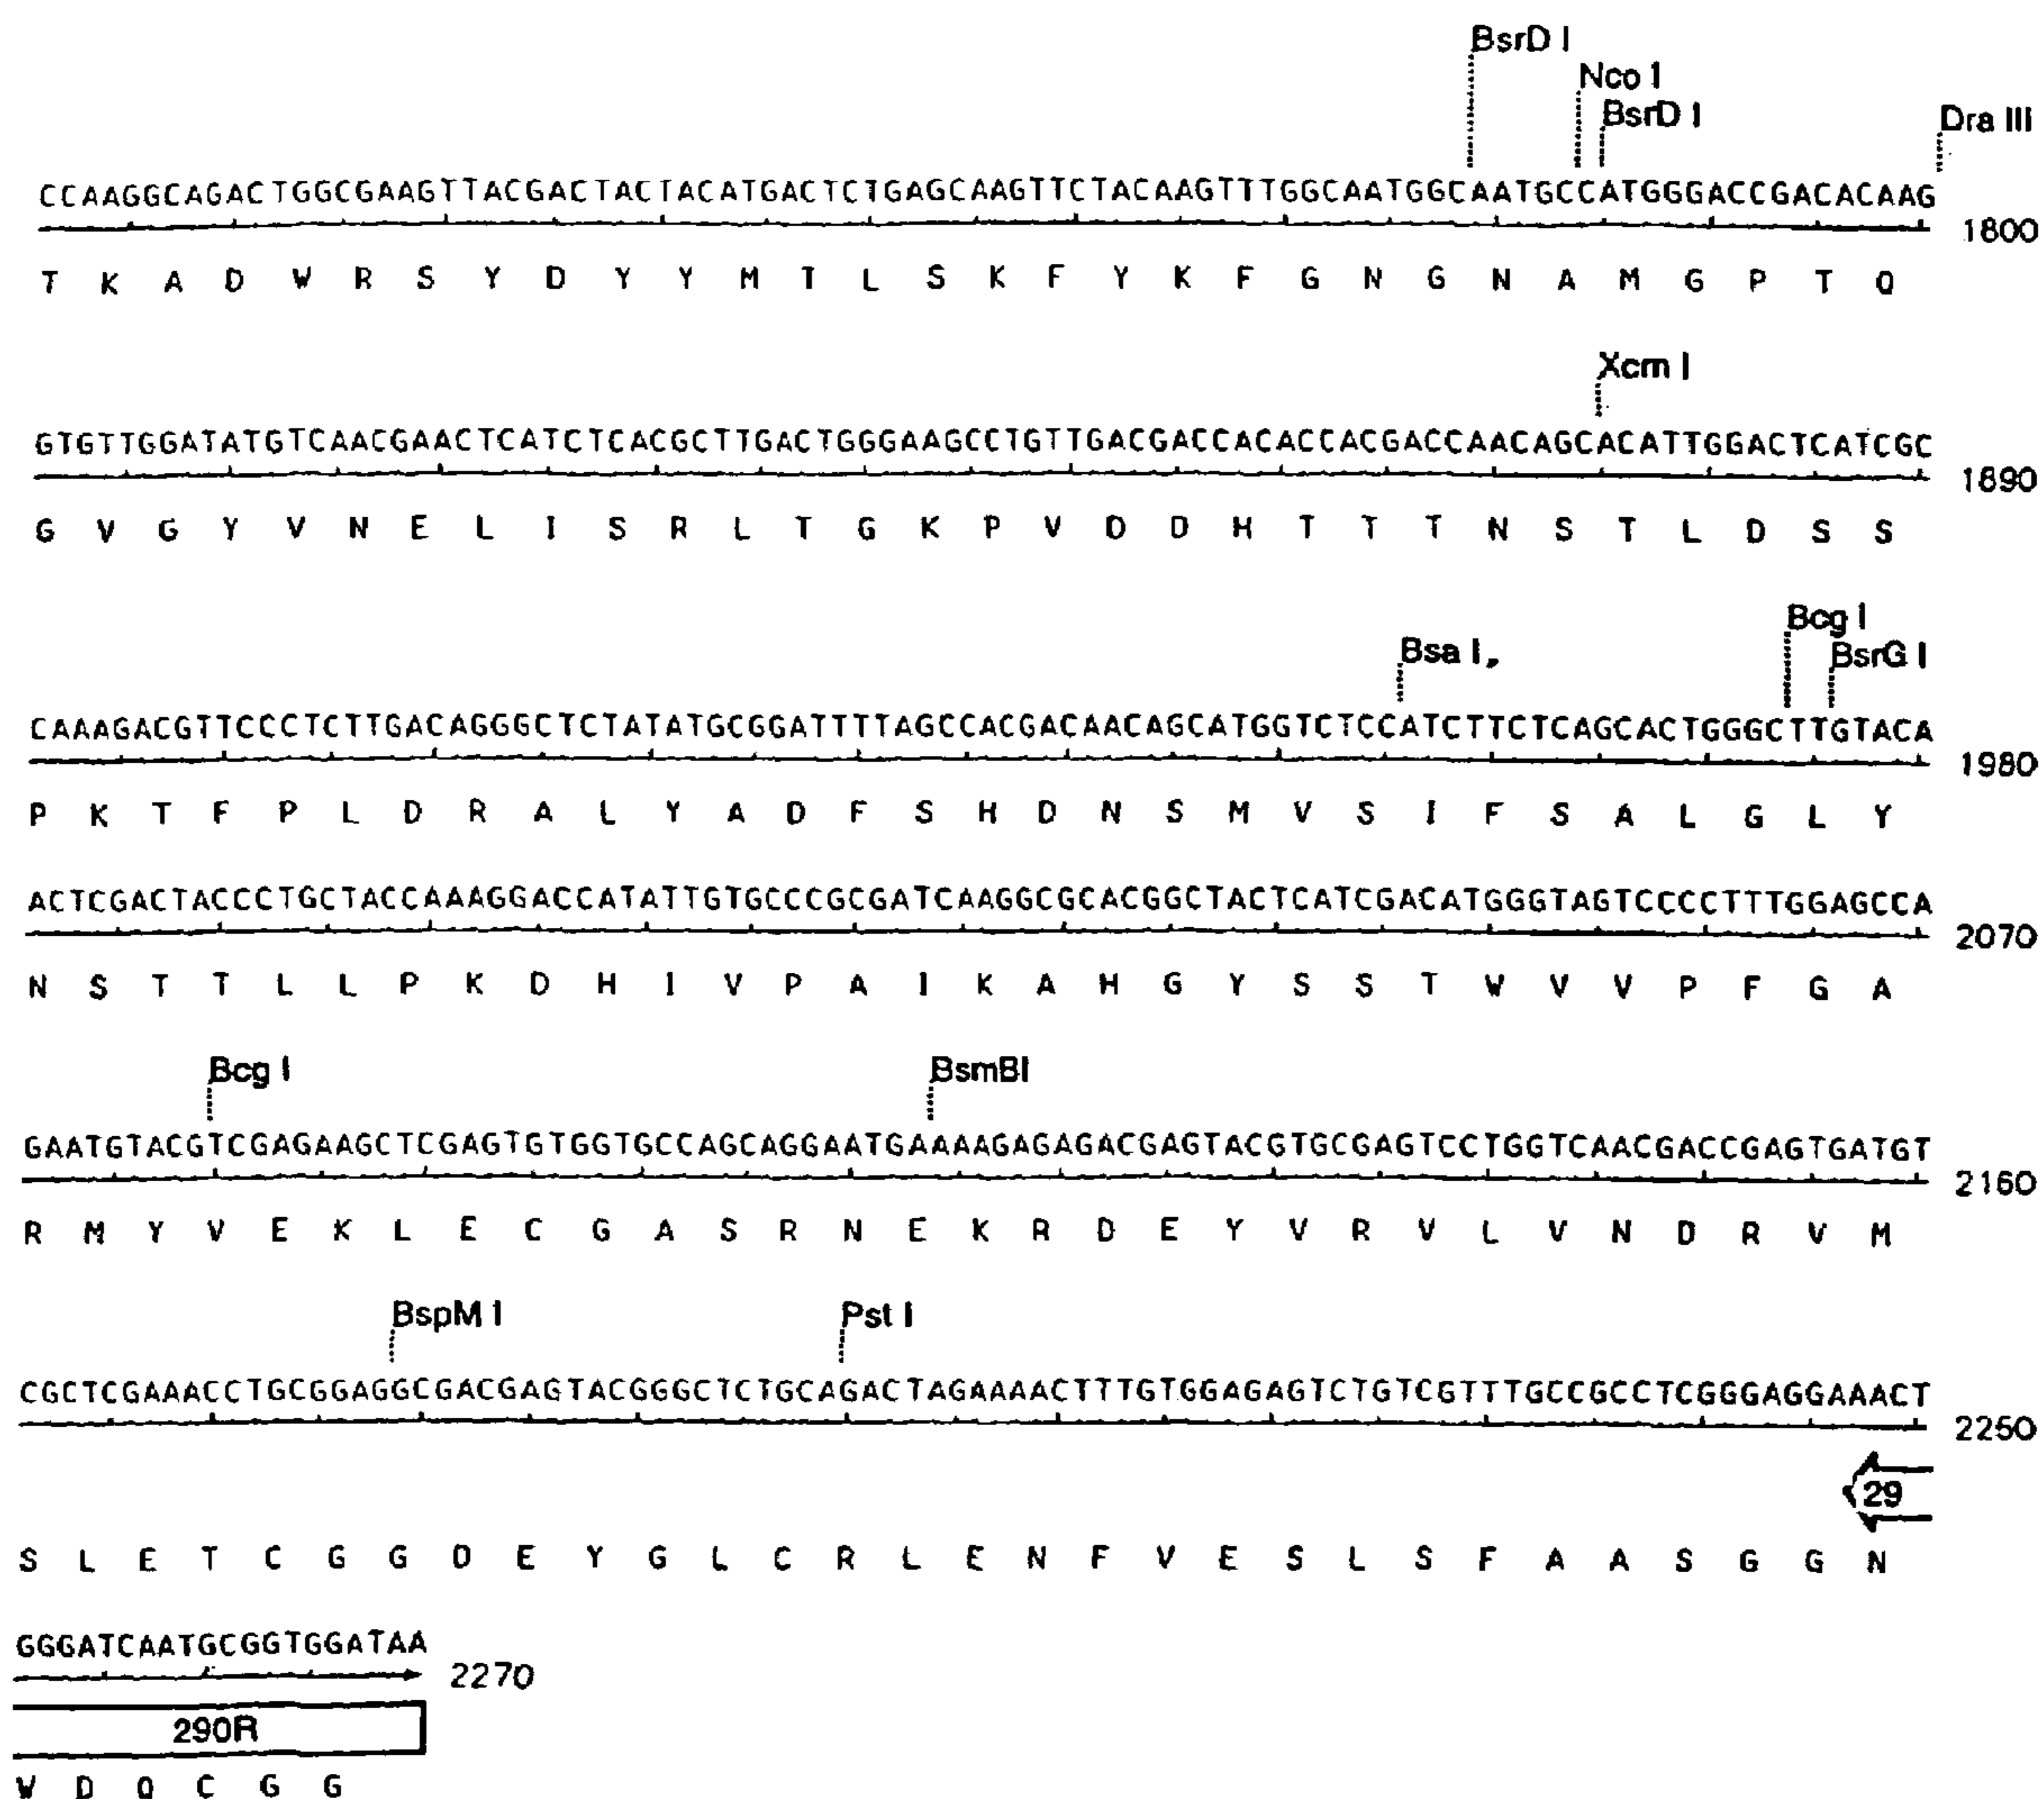 BsrD I
Nco I
BsrD I
Dra III
CCAAGGCAGACTGGCGAAGTTACGACTACTACATGACTCTGAGCAAGTTCTACAAGTTTGGCAATGGCAATGCCATGGGACCGACACAAG
1800
T K A D W R S Y D Y Y M T L S K F Y K F G N G N A M G P T Q
Xcm I
GTGTTGGATATGTCAACGAACTCATCTCACGCTTGACTGGGAAGCCTGTTGACGACCACACCACGACCAACAGCACATTGGACTCATCGC
1890
G V G Y V N E L I S R L T G K P V D D H T T T N S T L D S S
Bcg I
Bsa I
BsrG I
CAAAGACGTTCCCTCTTGACAGGGCTCTATATGCGGATTTTAGCCACGACAACAGCATGGTCTCCATCTTCTCAGCACTGGGCTTGTACA
1980
P K T F P L D R A L Y A D F S H D N S M V S I F S A L G L Y
ACTCGACTACCCTGCTACCAAAGGACCATATTGTGCCCGCGATCAAGGCGCACGGCTACTCATCGACATGGGTAGTCCCCTTTGGAGCCA
2070
N S T T L L P K D H I V P A I K A H G Y S S T W V V P F G A
Bcg I
BsmBI
GAATGTACGTCGAGAAGCTCGAGTGTGGTGCCAGCAGGAATGAAAAGAGAGACGAGTACGTGCGAGTCCTGGTCAACGACCGAGTGATGT
2160
R M Y V E K L E C G A S R N E K R D E Y V R V L V N D R V M
BspM I
Pst I
CGCTCGAAACCTGCGGAGGCGACGAGTACGGGCTCTGCAGACTAGAAAACTTTGTGGAGAGTCTGTCGTTTGCCGCCTCGGGAGGAAACT
2250
29
S L E T C G G D E Y G L C R L E N F V E S L S F A A S G G N
GGGATCAATGCGGTGGATAA
2270
290R
W D Q C G G